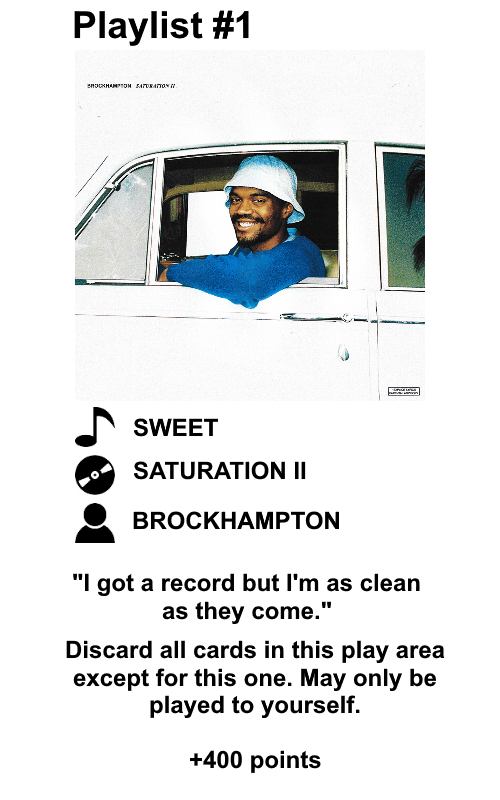 Playlist #1
BROCKHAMPTON SATURATION II.
SWEET
SATURATION II
BROCKHAMPTON
"I got a record but I'm as clean
as they come."
Discard all cards in this play area
except for this one. May only be
played to yourself.
+400 points